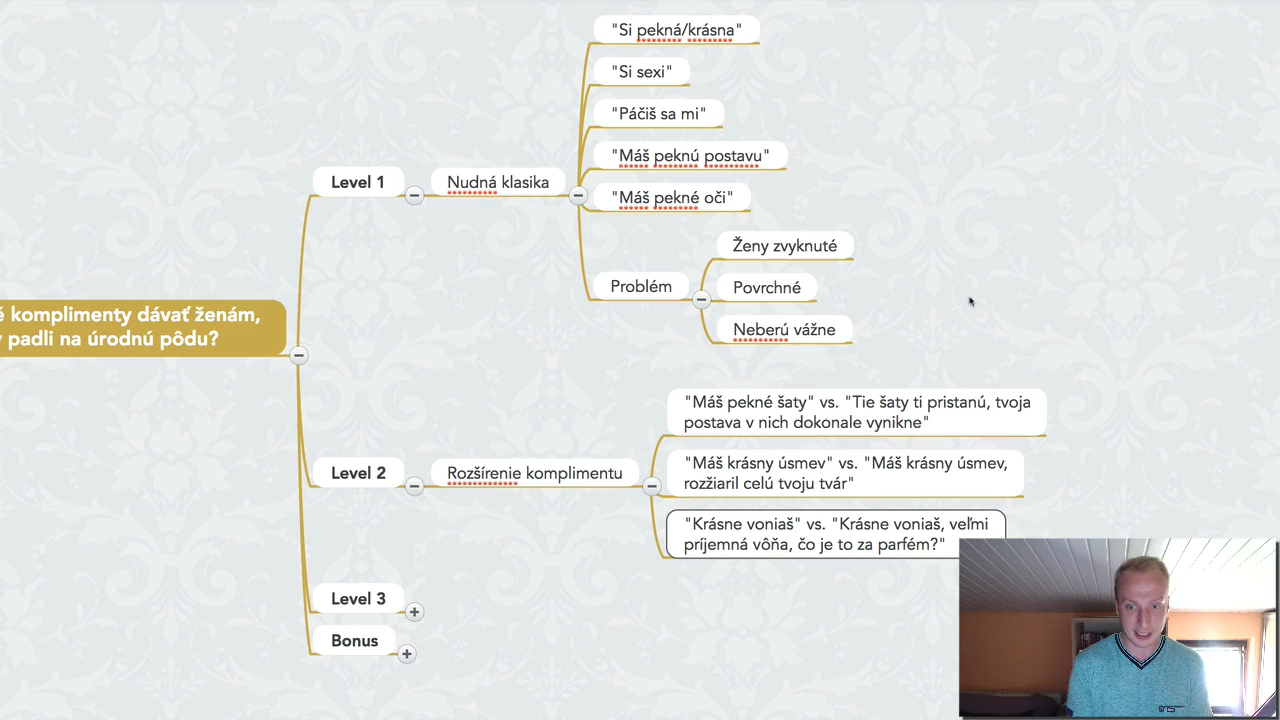 "Si pekná/krásna"
"Si sexi"
"Páčiš sa mi"
"Máš peknú postavu"
"Máš pekné oči"
Level 1
Nudná klasika
Problém
Ženy zvyknuté
Povrchné
Neberú vážne
é komplimenty dávať ženám,
y padli na úrodnú pôdu?
Level 2
Rozšírenie komplimentu
"Máš pekné šaty" vs. "Tie šaty ti pristanú, tvoja
postava v nich dokonale vynikne"
"Máš krásny úsmev" vs. "Máš krásny úsmev,
rozžiaril celú tvoju tvár"
"Krásne voniaš" vs. "Krásne voniaš, veľmi
príjemná vôňa, čo je to za parfém?"
Level 3
Bonus